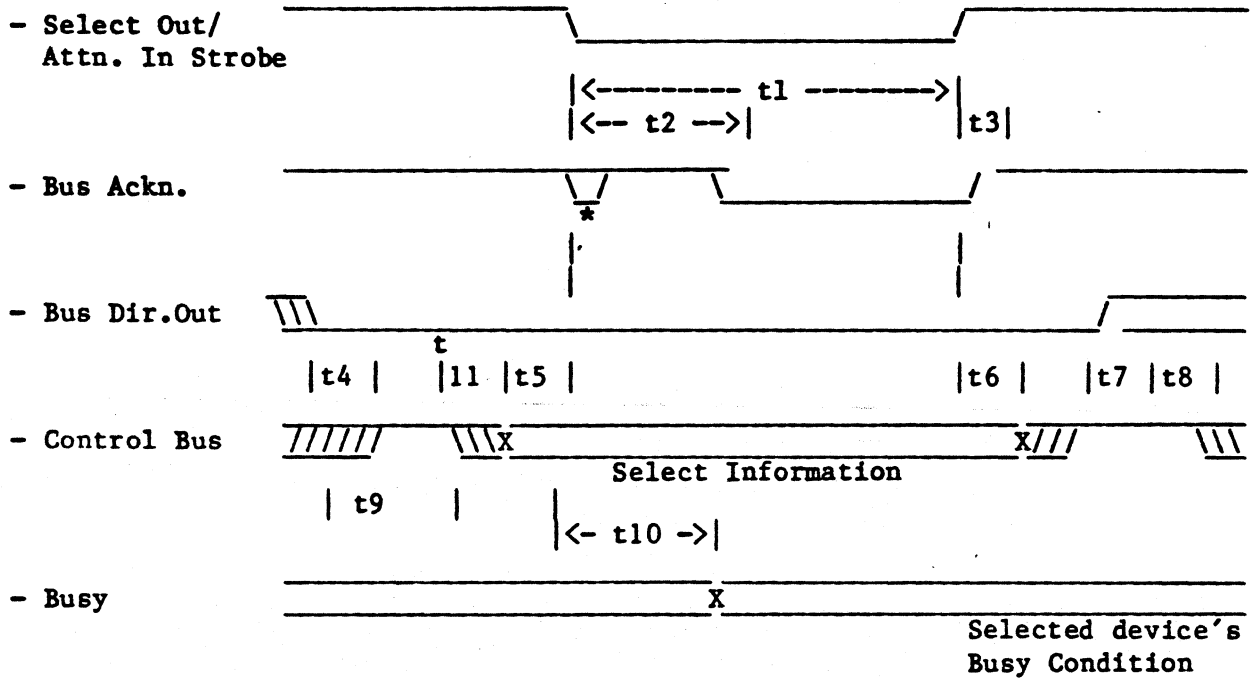 - Select Out/
Attn. In Strobe
|<--------- t1 --------->|
|<-- t2 -->| |t3|
- Bus Ackn.
*
- Bus Dir.Out
t
|t4 | |11 |t5 | |t6 | |t7 |t8 |
- Control Bus
X X
Select Information
| t9 |
|<- t10 ->|
- Busy
X
Selected device's
Busy Condition